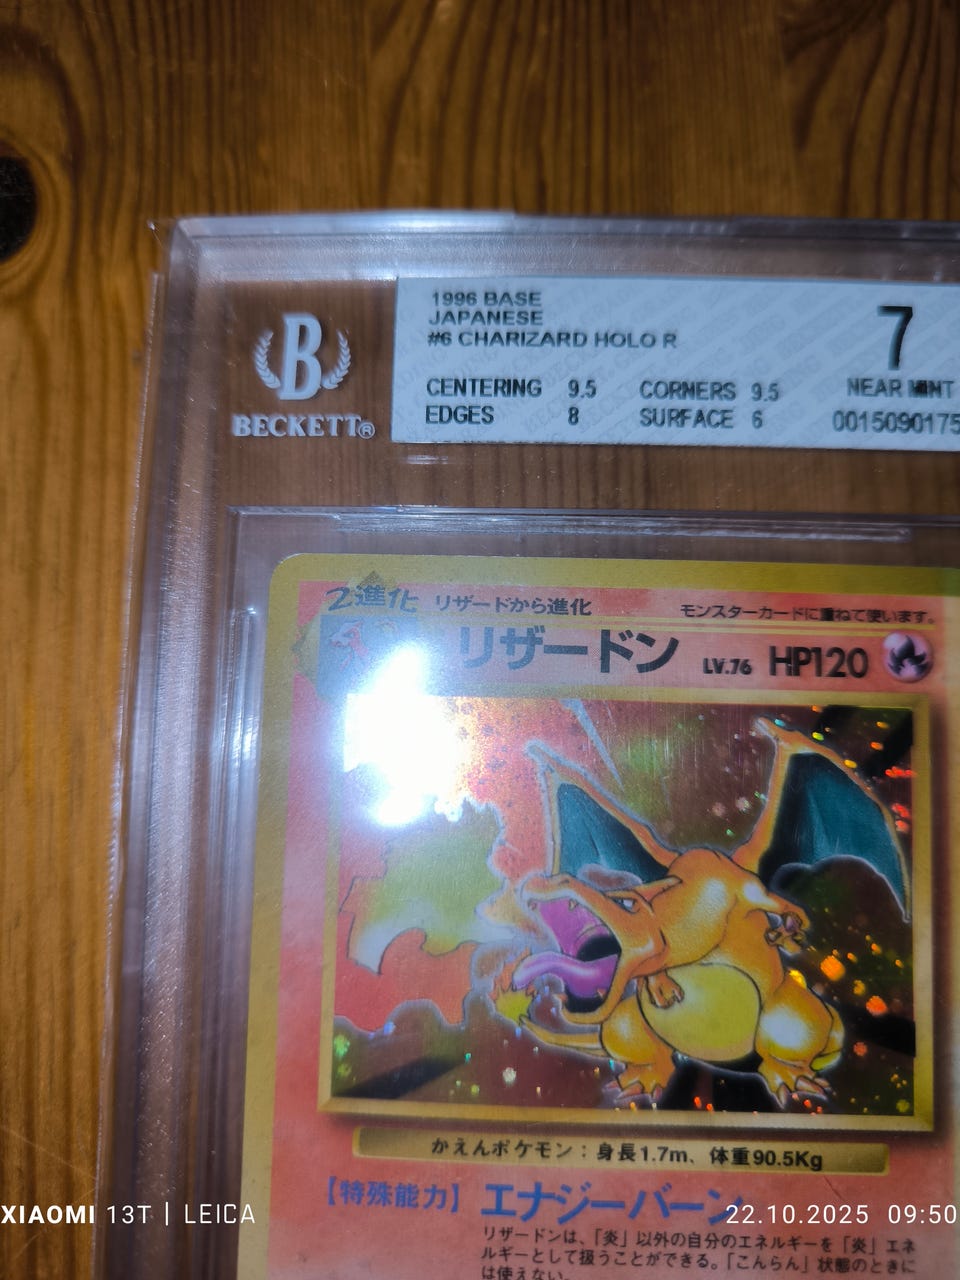 1996 BASE
JAPANESE
#6 CHARIZARD HOLO R
7
CENTERING 9.5 CORNERS 9.5 NEAR MINT
EDGES 8 SURFACE 6 0015090175
B
BECKETT®
2進化 リザードから進化 モンスターカードに重ねて使います。
リザードン LV.76 HP120
かえんポケモン：身長1.7m、体重90.5Kg
【特殊能力】 エナジーバーン
リザードンは、「炎」以外の自分のエネルギーを「炎」エネ
ルギーとして扱うことができる。「こんらん」状態のときに
は使えない。
XIAOMI 13T | LEICA
22.10.2025 09:50